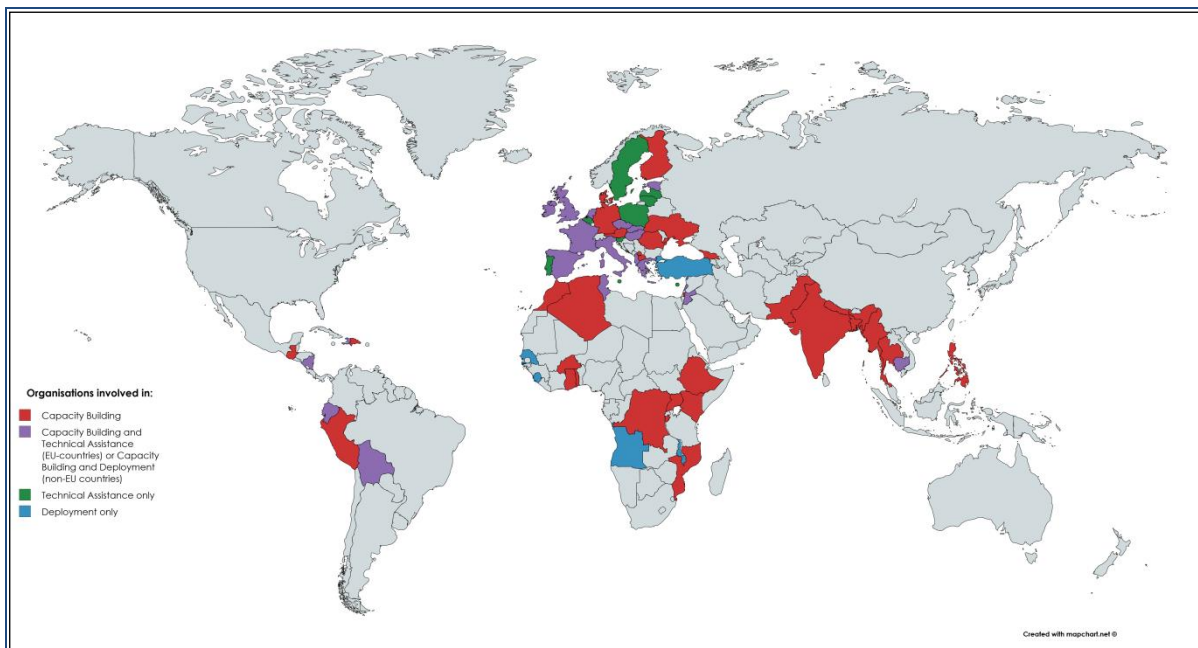 Organisations involved in:
Capacity Building
Capacity Building and
Technical Assistance
(EU-countries) or Capacity
Building and Deployment
(non-EU countries)
Technical Assistance only
Deployment only
Created with mapchart.net ©